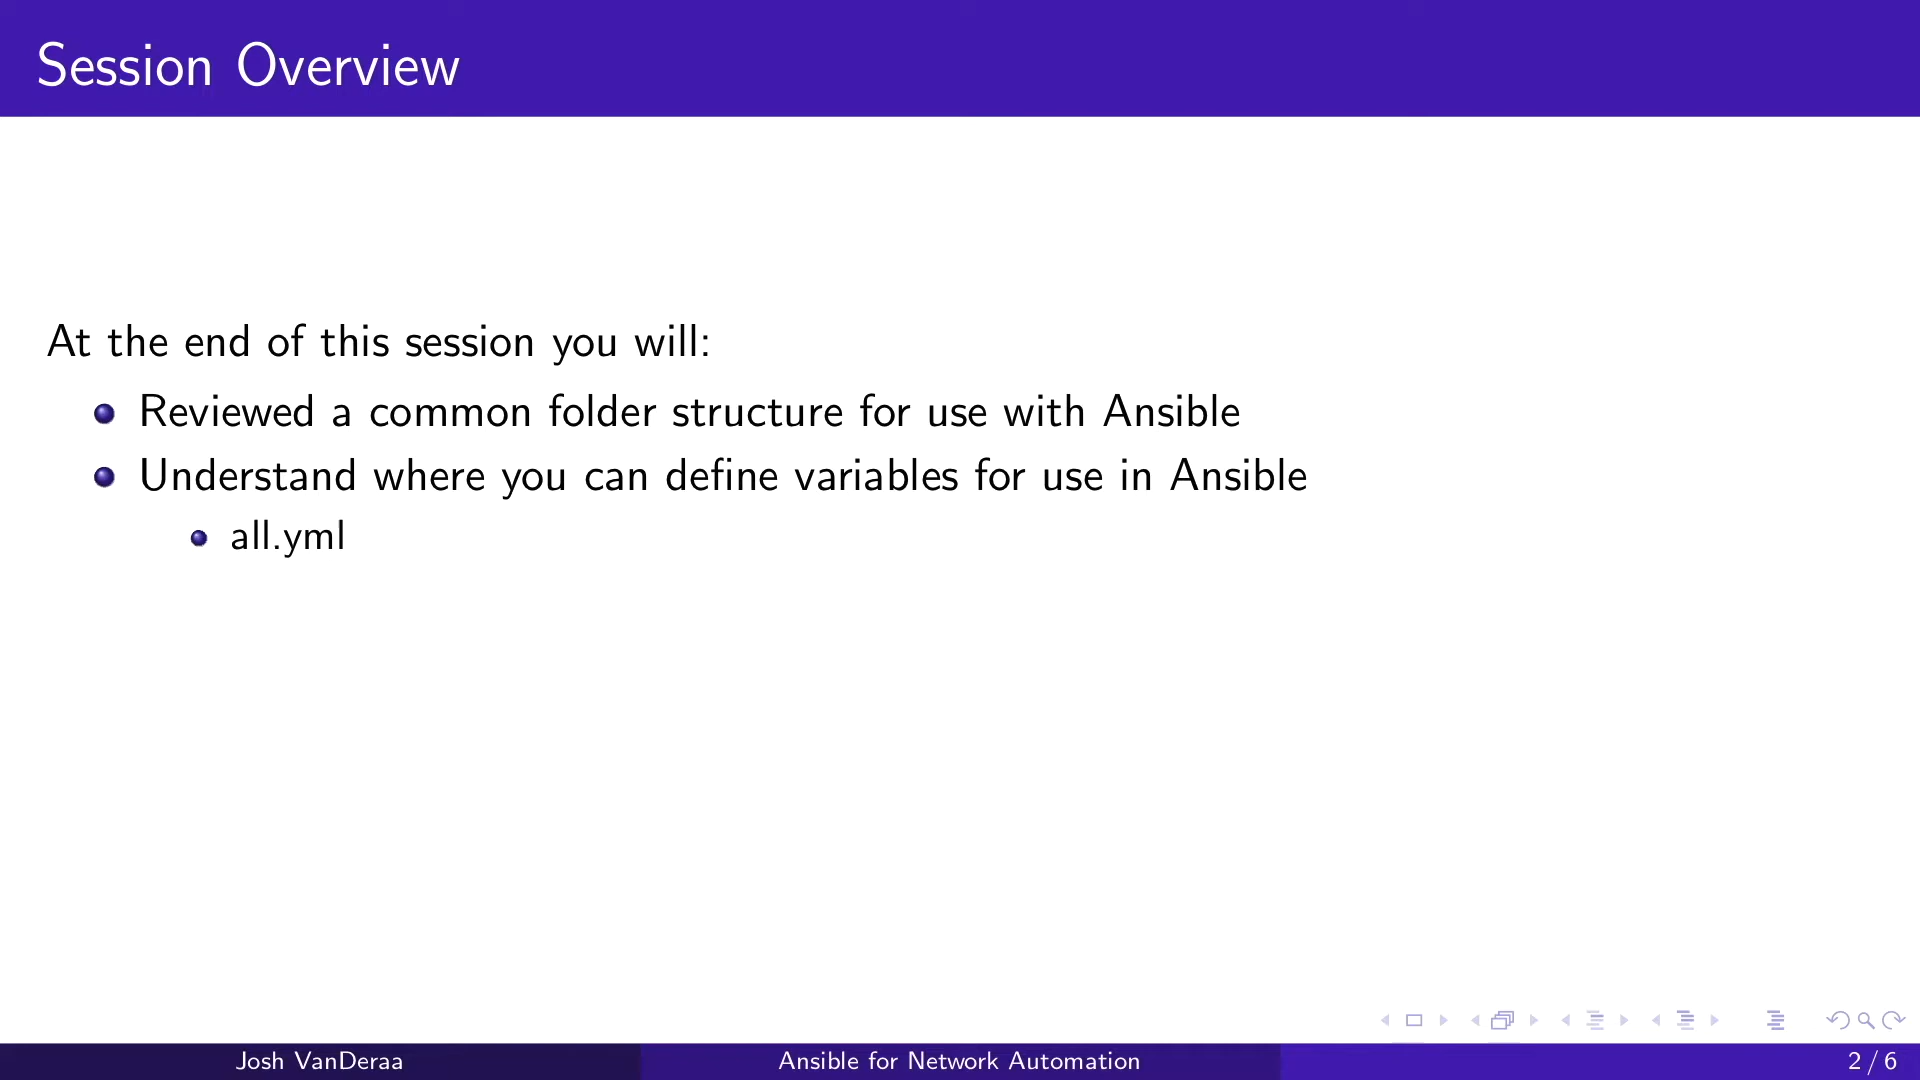 Session Overview
At the end of this session you will:
Reviewed a common folder structure for use with Ansible
Understand where you can define variables for use in Ansible
all.yml
Josh VanDeraa
Ansible for Network Automation
2 / 6